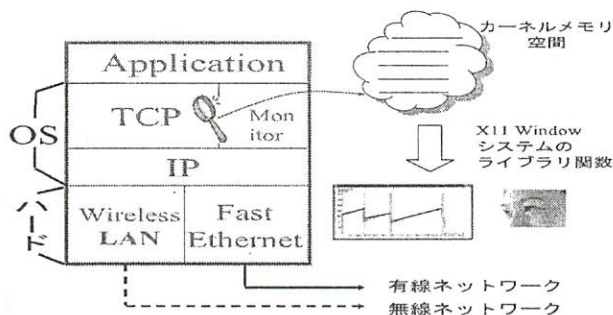 カーネルメモリ
空間
Application
TCP
Mon
itor
OS
IP
X11 Window
システムの
ライブラリ関数
ハード
Wireless
LAN
Fast
Ethernet
有線ネットワーク
無線ネットワーク